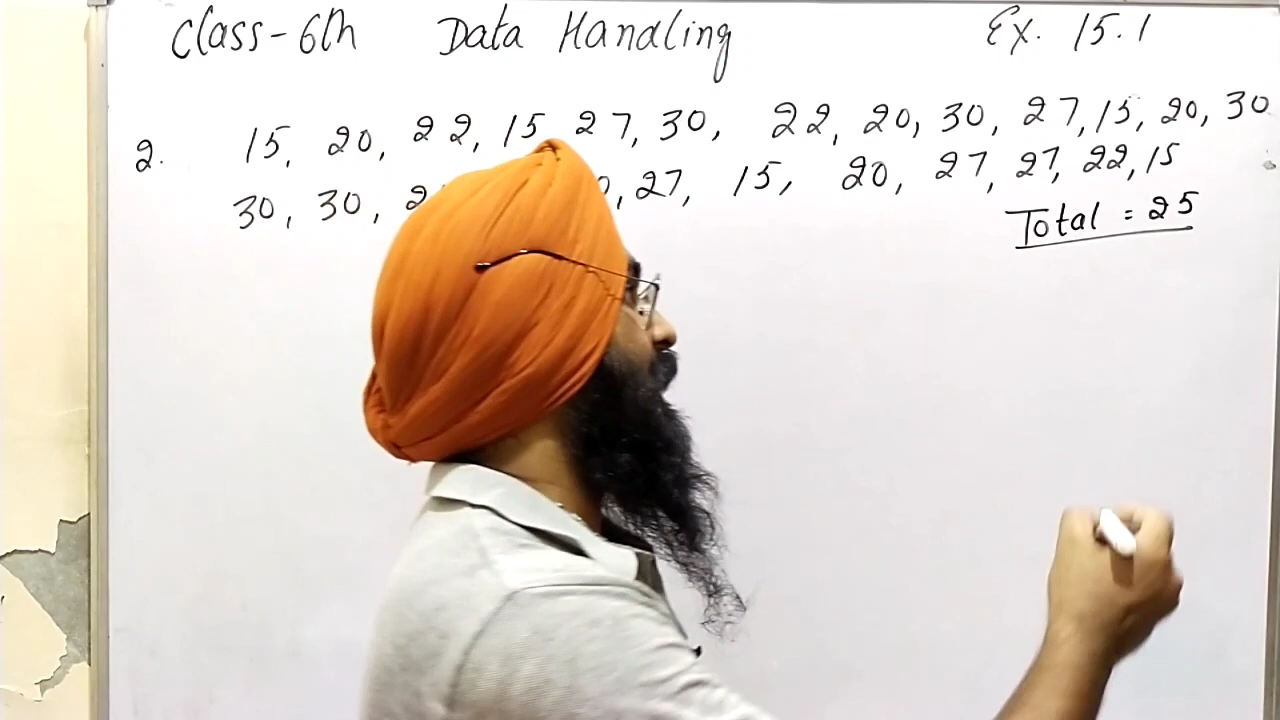 Class-6th Data Handling Ex. 15.1
2. 15, 20, 22, 15, 27, 30, 22, 20, 30, 27, 15, 20, 30
30, 30, 27, 15, 20, 27, 27, 22, 15
Total = 25